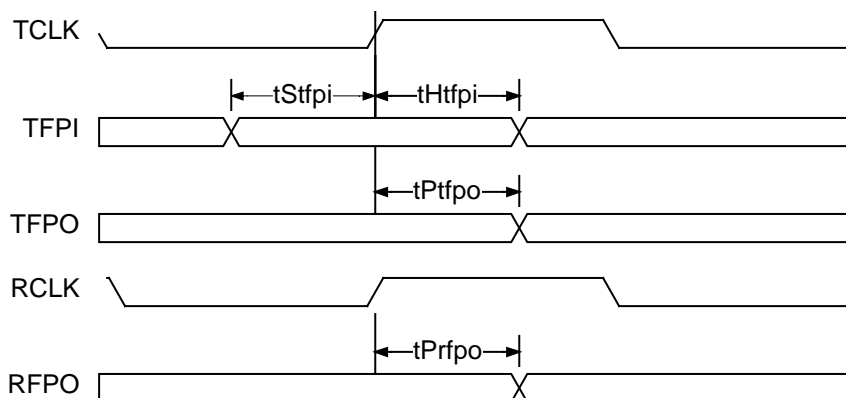 TCLK
tStfpi tHtfpi
TFPI
tPtfpo
TFPO
RCLK
tPrfpo
RFPO